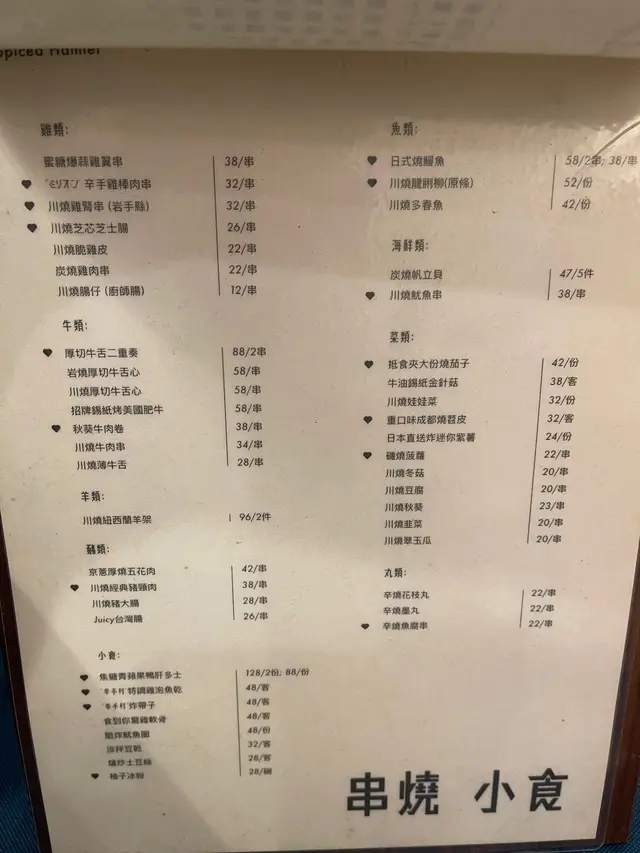 spiced Hamlet
雞類:
蜜糖爆蒜雞翼串 38/串
"ミリオン" 辛手雞棒肉串 32/串
川燒雞腎串 (岩手縣) 32/串
川燒芝芯芝士腸 26/串
川燒脆雞皮 22/串
炭燒雞肉串 22/串
川燒腸仔 (廚師腸) 12/串
牛類:
厚切牛舌二重奏 88/2串
岩燒厚切牛舌心 58/串
川燒厚切牛舌心 58/串
招牌錫紙烤美國肥牛 58/串
秋葵牛肉卷 38/串
川燒牛肉串 34/串
川燒薄牛舌 28/串
羊類:
川燒紐西蘭羊架 96/2件
豬類:
京蔥厚燒五花肉 42/串
川燒經典豬頸肉 38/串
川燒豬大腸 28/串
Juicy台灣腸 26/串
小食:
焦糖青蘋果鴨肝多士 128/2份; 88/份
"辛手村" 特調雞泡魚乾 48/客
"辛手村" 炸帶子 48/客
食到你窮雞軟骨 48/客
脆炸魷魚圈 48/份
涼拌豆乾 32/客
熗炒土豆絲 28/客
柚子冰粉 28/碗
魚類:
日式燒鰻魚 58/2串; 38/串
川燒龍脷柳(原條) 52/份
川燒多春魚 42/份
海鮮類:
炭燒帆立貝 47/5件
川燒魷魚串 38/串
菜類:
抵食夾大份燒茄子 42/份
牛油錫紙金針菇 38/客
川燒娃娃菜 32/份
重口味成都燒苕皮 32/客
日本直送炸迷你紫薯 24/份
磯燒菠蘿 22/串
川燒冬菇 20/串
川燒豆腐 20/串
川燒秋葵 23/串
川燒韭菜 20/串
川燒翠玉瓜 20/串
丸類:
辛燒花枝丸 22/串
辛燒墨丸 22/串
辛燒魚腐串 22/串
串燒 小食